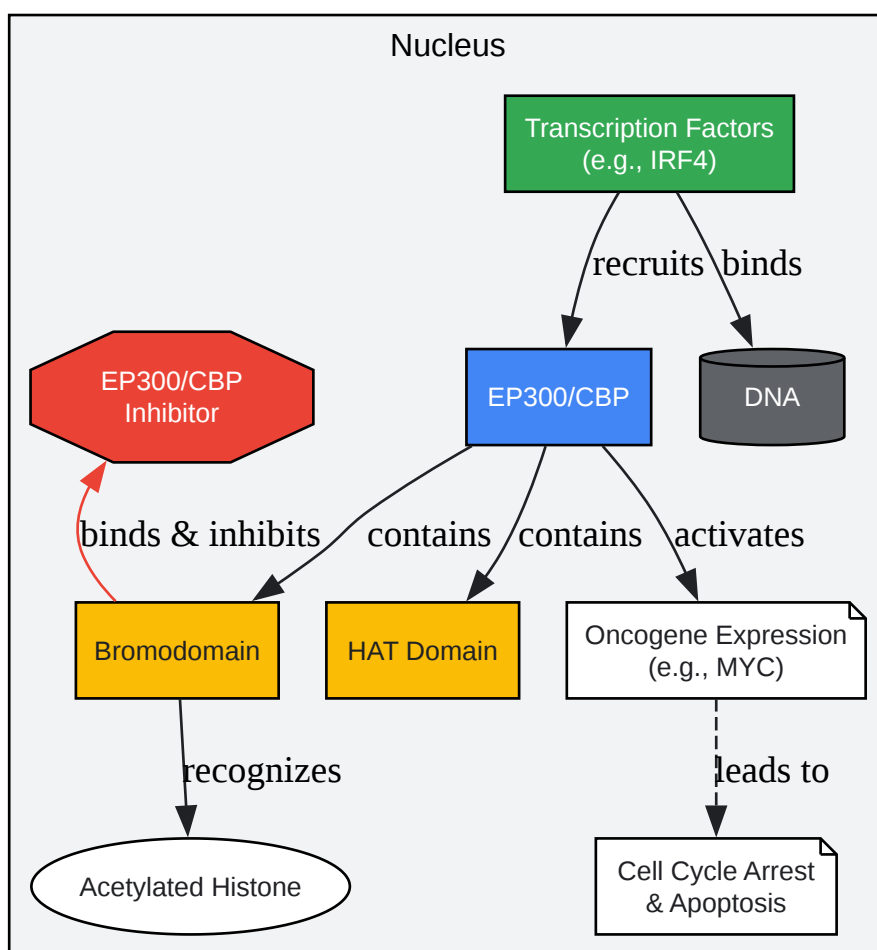 Nucleus
Transcription Factors
(e.g., IRF4)
recruits
binds
EP300/CBP
Inhibitor
EP300/CBP
DNA
binds & inhibits
contains
contains
activates
Bromodomain
HAT Domain
Oncogene Expression
(e.g., MYC)
recognizes
leads to
Acetylated Histone
Cell Cycle Arrest
& Apoptosis